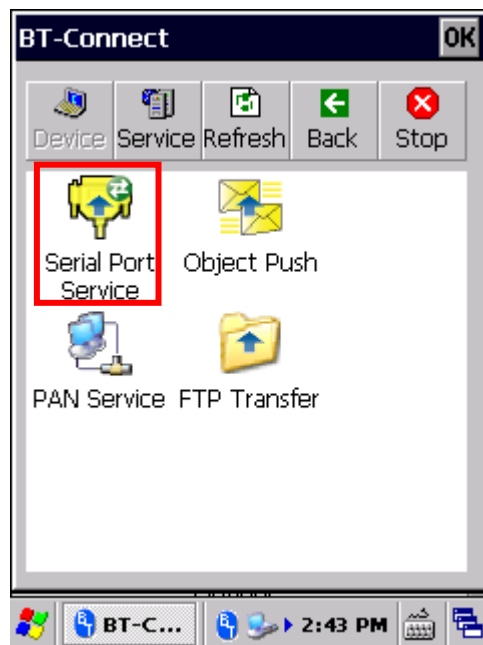 BT-Connect OK
Device Service Refresh Back Stop
Serial Port Object Push
Service
PAN Service FTP Transfer
BT-C... 2:43 PM